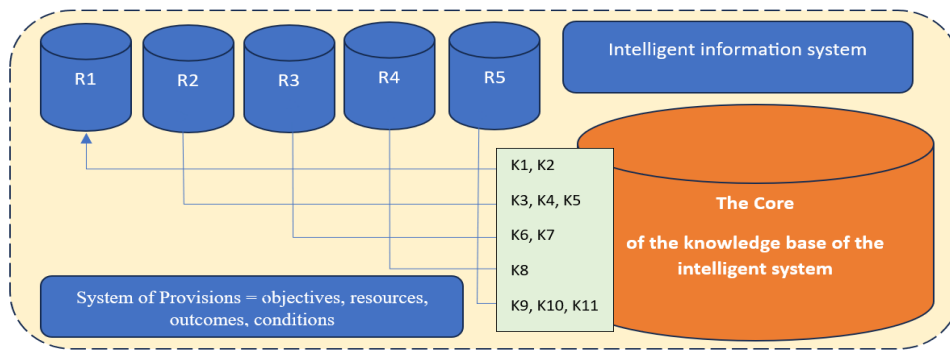 R1
R2
R3
R4
R5
Intelligent information system
K1, K2
K3, K4, K5
K6, K7
K8
K9, K10, K11
The Core
of the knowledge base of the
intelligent system
System of Provisions = objectives, resources,
outcomes, conditions